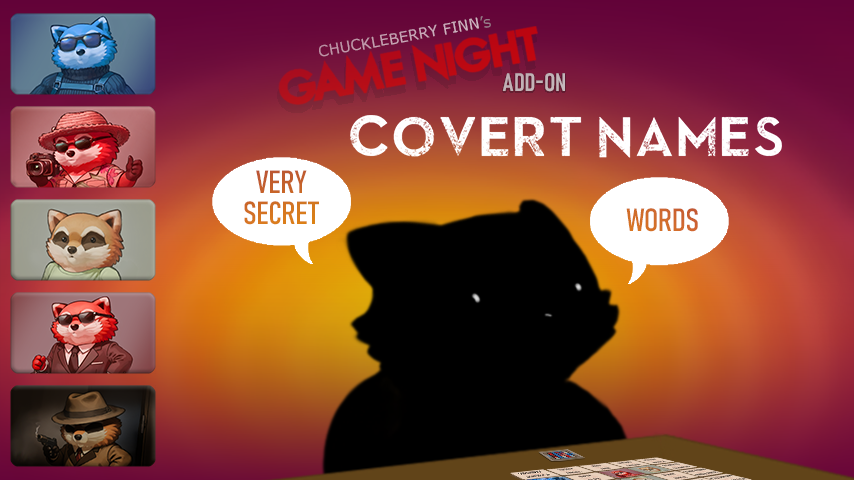 CHUCKLEBERRY FINN's
GAME NIGHT
ADD-ON
COVERT NAMES
VERY
SECRET
WORDS